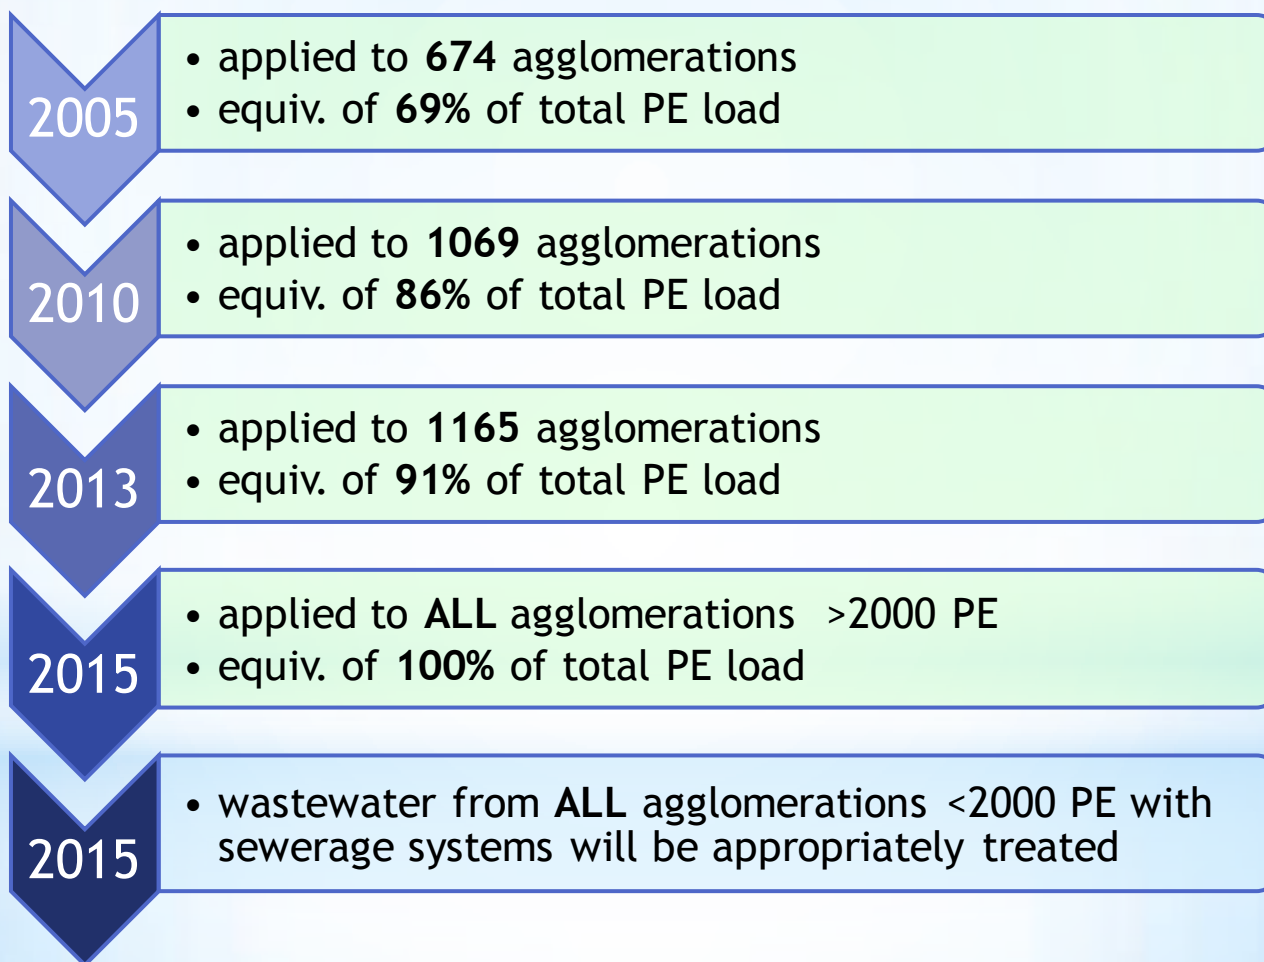 2005
• applied to 674 agglomerations
• equiv. of 69% of total PE load
2010
• applied to 1069 agglomerations
• equiv. of 86% of total PE load
2013
• applied to 1165 agglomerations
• equiv. of 91% of total PE load
2015
• applied to ALL agglomerations >2000 PE
• equiv. of 100% of total PE load
2015
• wastewater from ALL agglomerations <2000 PE with
sewerage systems will be appropriately treated